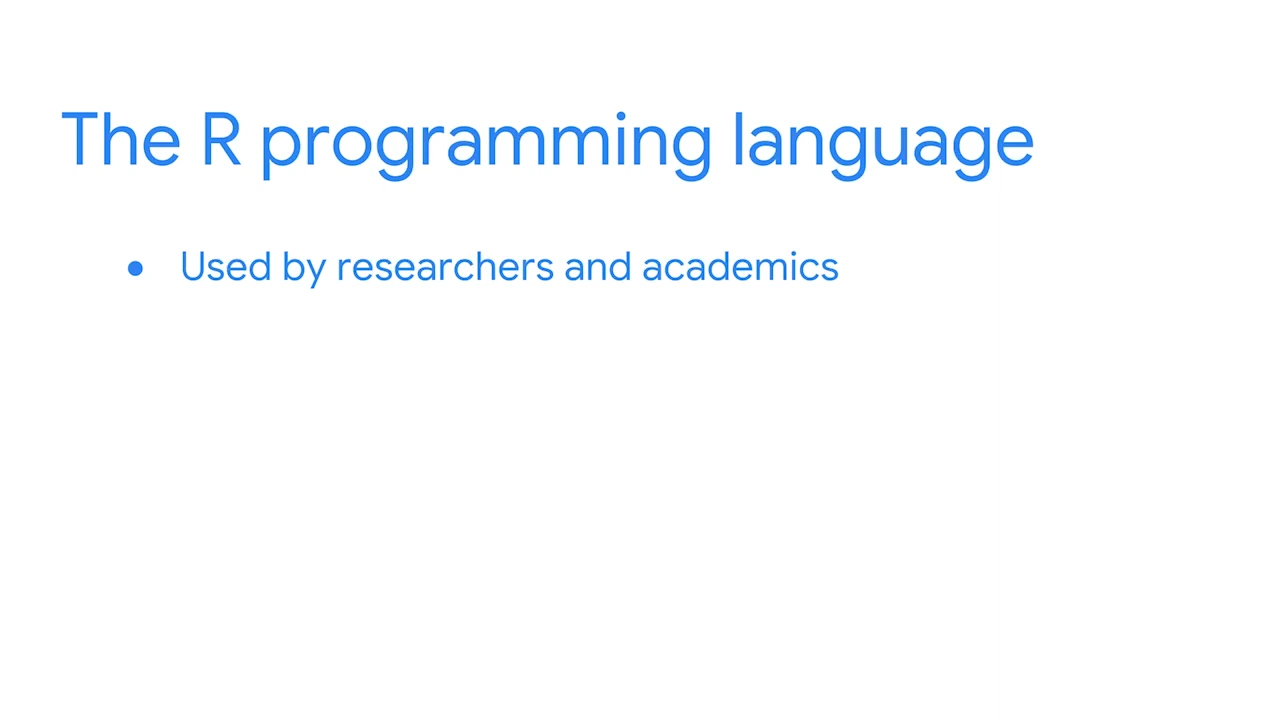 The R programming language
● Used by researchers and academics